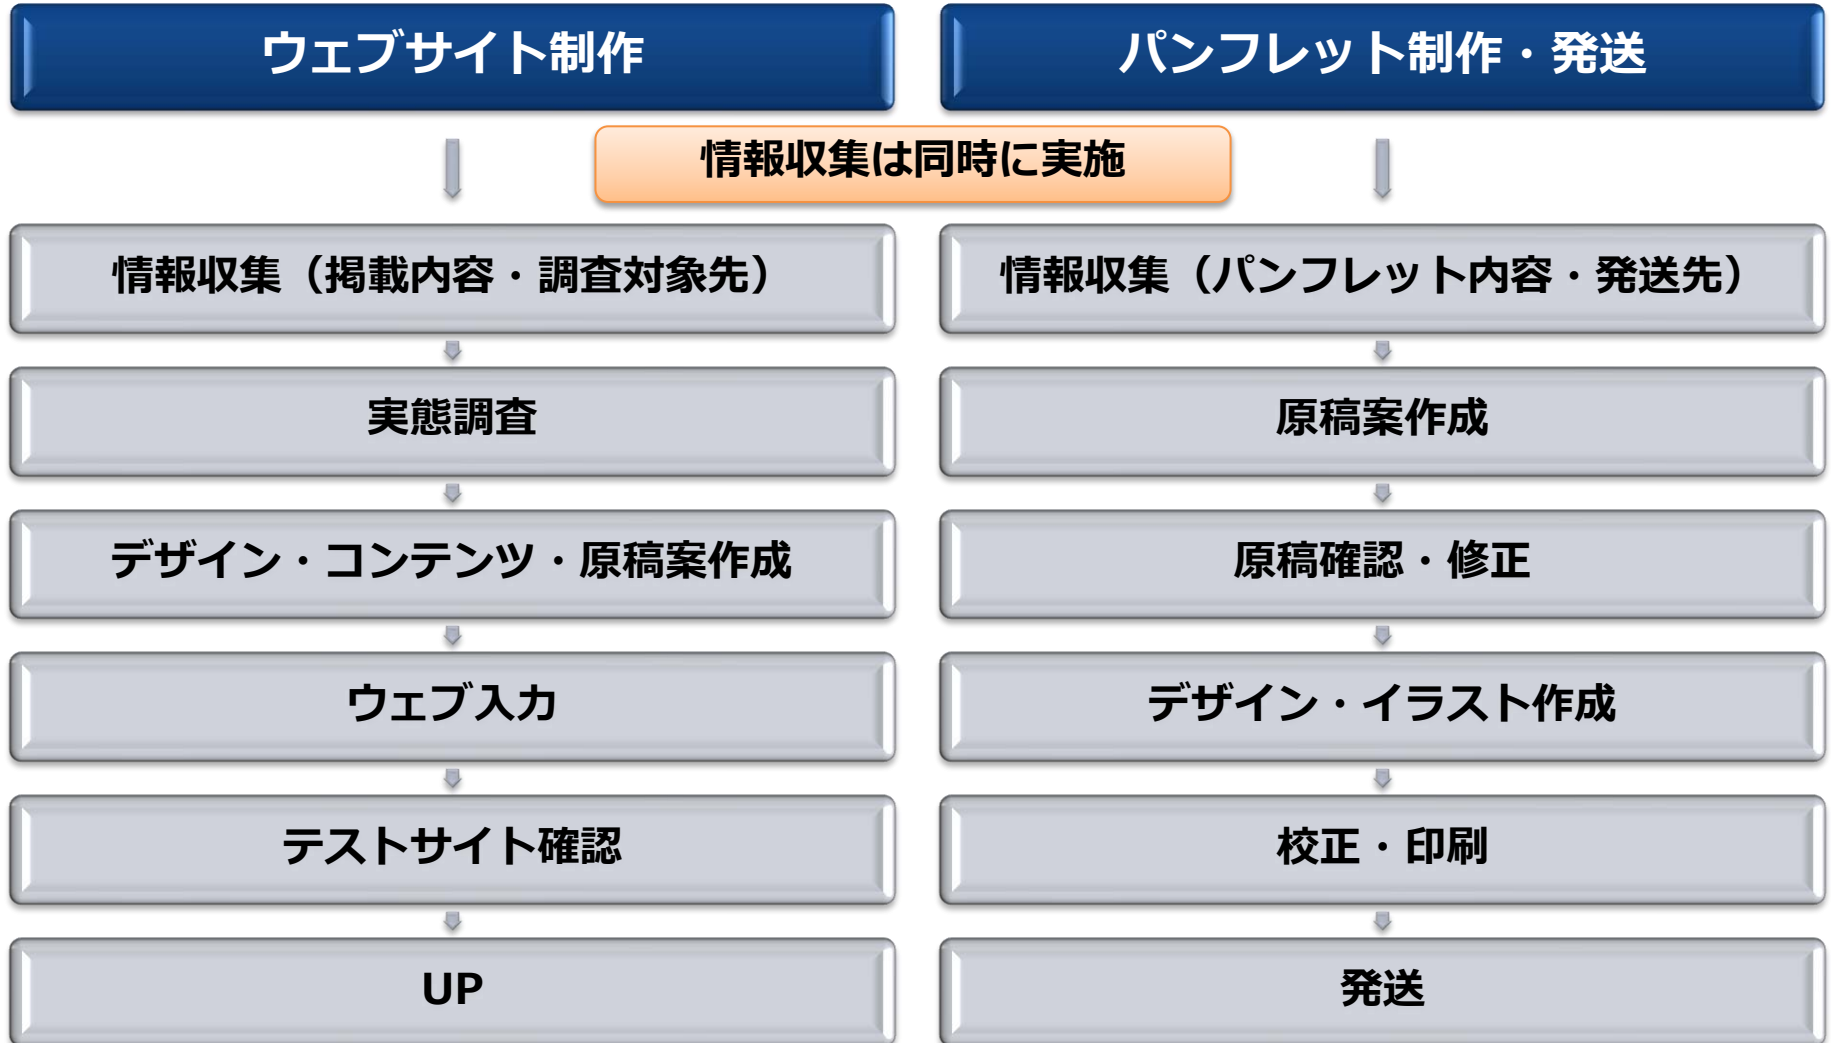 ウェブサイト制作
パンフレット制作・発送
情報収集は同時に実施
情報収集（掲載内容・調査対象先）
実態調査
デザイン・コンテンツ・原稿案作成
ウェブ入力
テストサイト確認
UP
情報収集（パンフレット内容・発送先）
原稿案作成
原稿確認・修正
デザイン・イラスト作成
校正・印刷
発送